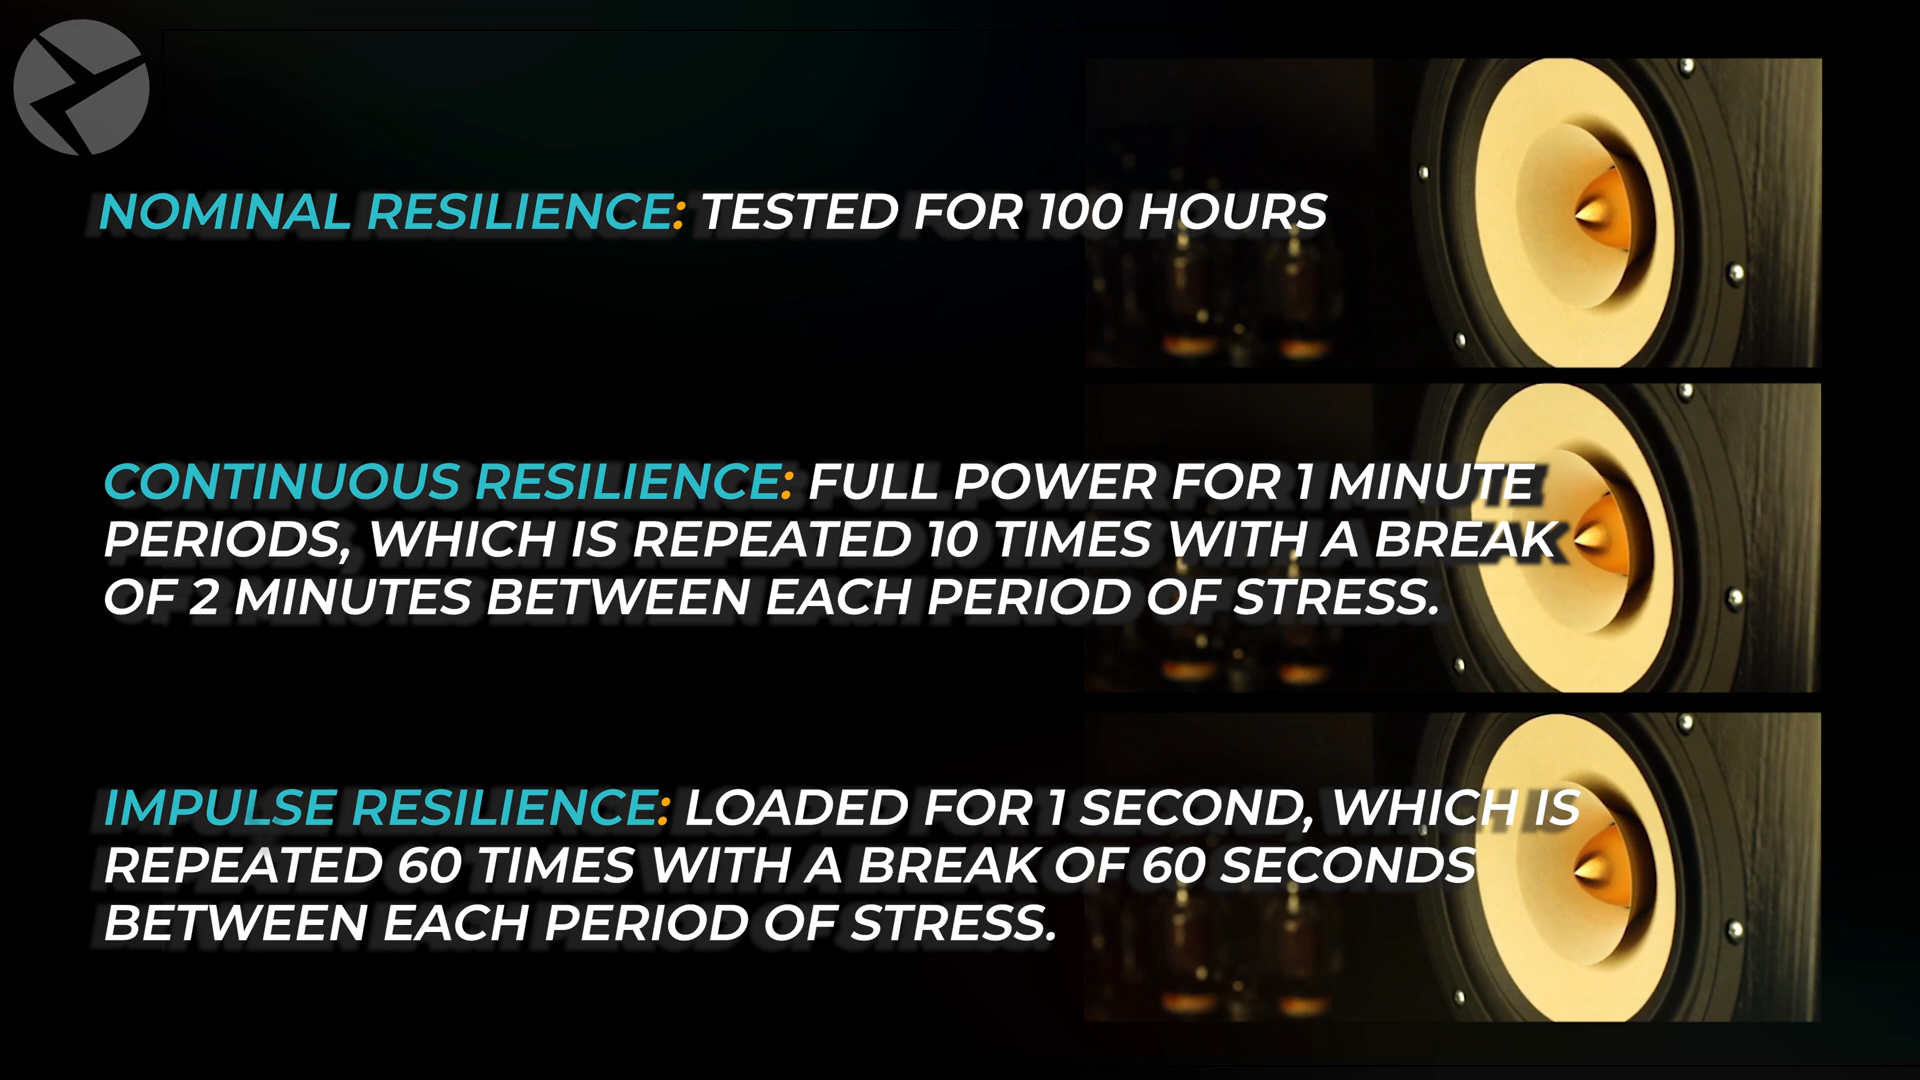 NOMINAL RESILIENCE: TESTED FOR 100 HOURS
CONTINUOUS RESILIENCE: FULL POWER FOR 1 MINUTE
PERIODS, WHICH IS REPEATED 10 TIMES WITH A BREAK
OF 2 MINUTES BETWEEN EACH PERIOD OF STRESS.
IMPULSE RESILIENCE: LOADED FOR 1 SECOND, WHICH IS
REPEATED 60 TIMES WITH A BREAK OF 60 SECONDS
BETWEEN EACH PERIOD OF STRESS.